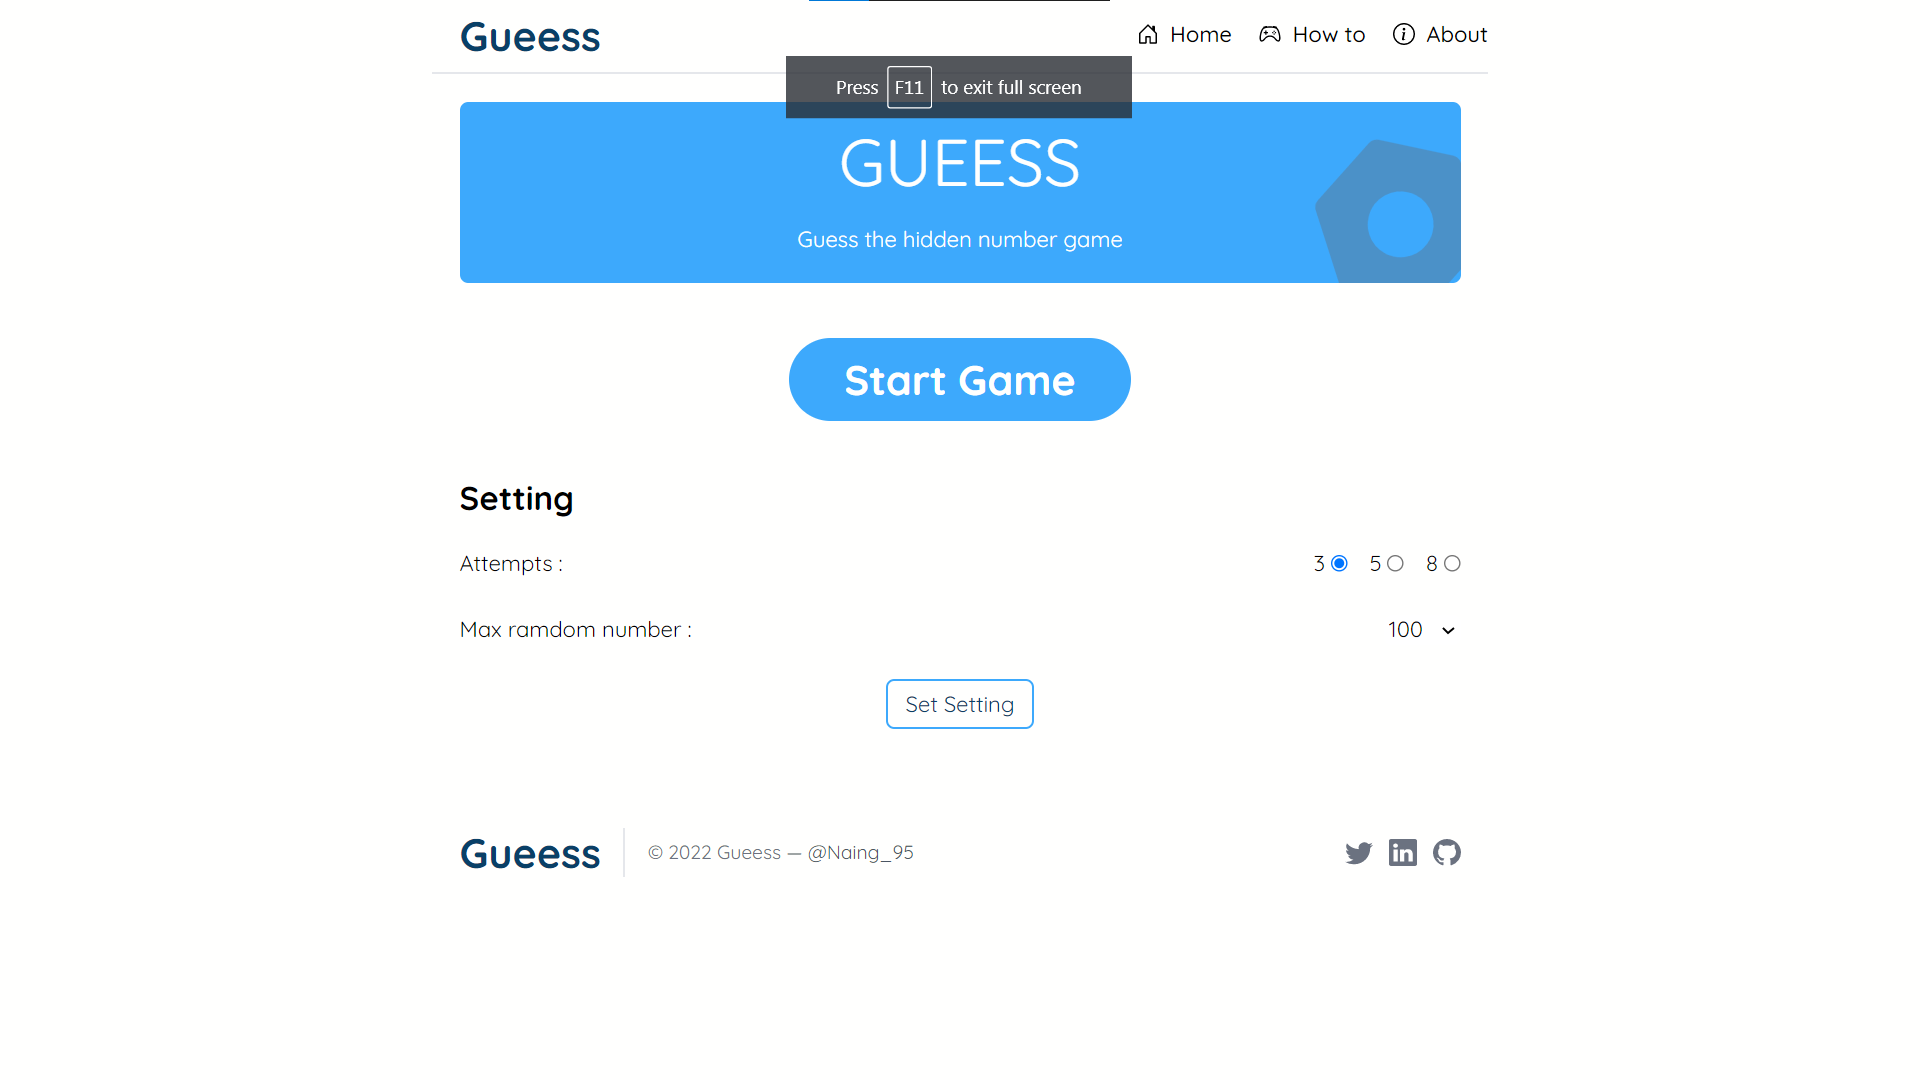 Gueess
Home How to About
Press F11 to exit full screen
GUEESS
Guess the hidden number game
Start Game
Setting
Attempts : 3 5 8
Max ramdom number : 100
Set Setting
Gueess © 2022 Gueess — @Naing_95